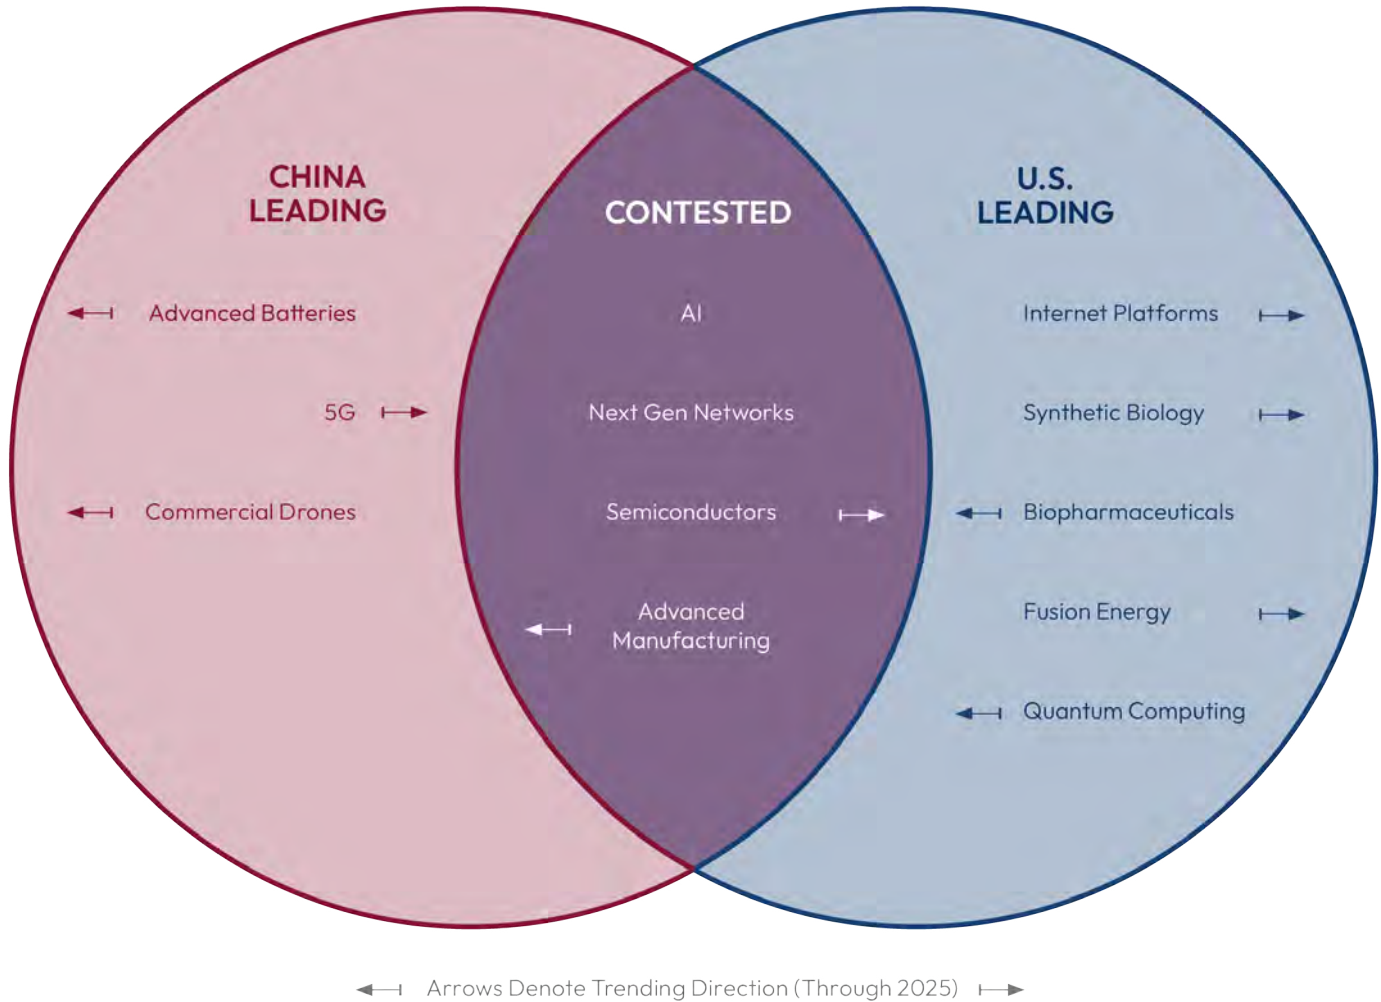 CHINA
LEADING
Advanced Batteries
5G
Commercial Drones
CONTESTED
AI
Next Gen Networks
Semiconductors
Advanced
Manufacturing
U.S.
LEADING
Internet Platforms
Synthetic Biology
Biopharmaceuticals
Fusion Energy
Quantum Computing
Arrows Denote Trending Direction (Through 2025)